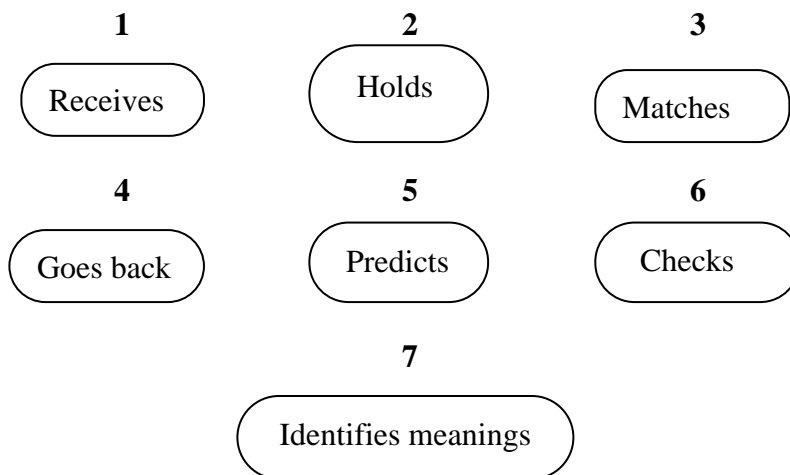 1 2 3
Receives Holds Matches
4 5 6
Goes back Predicts Checks
7
Identifies meanings